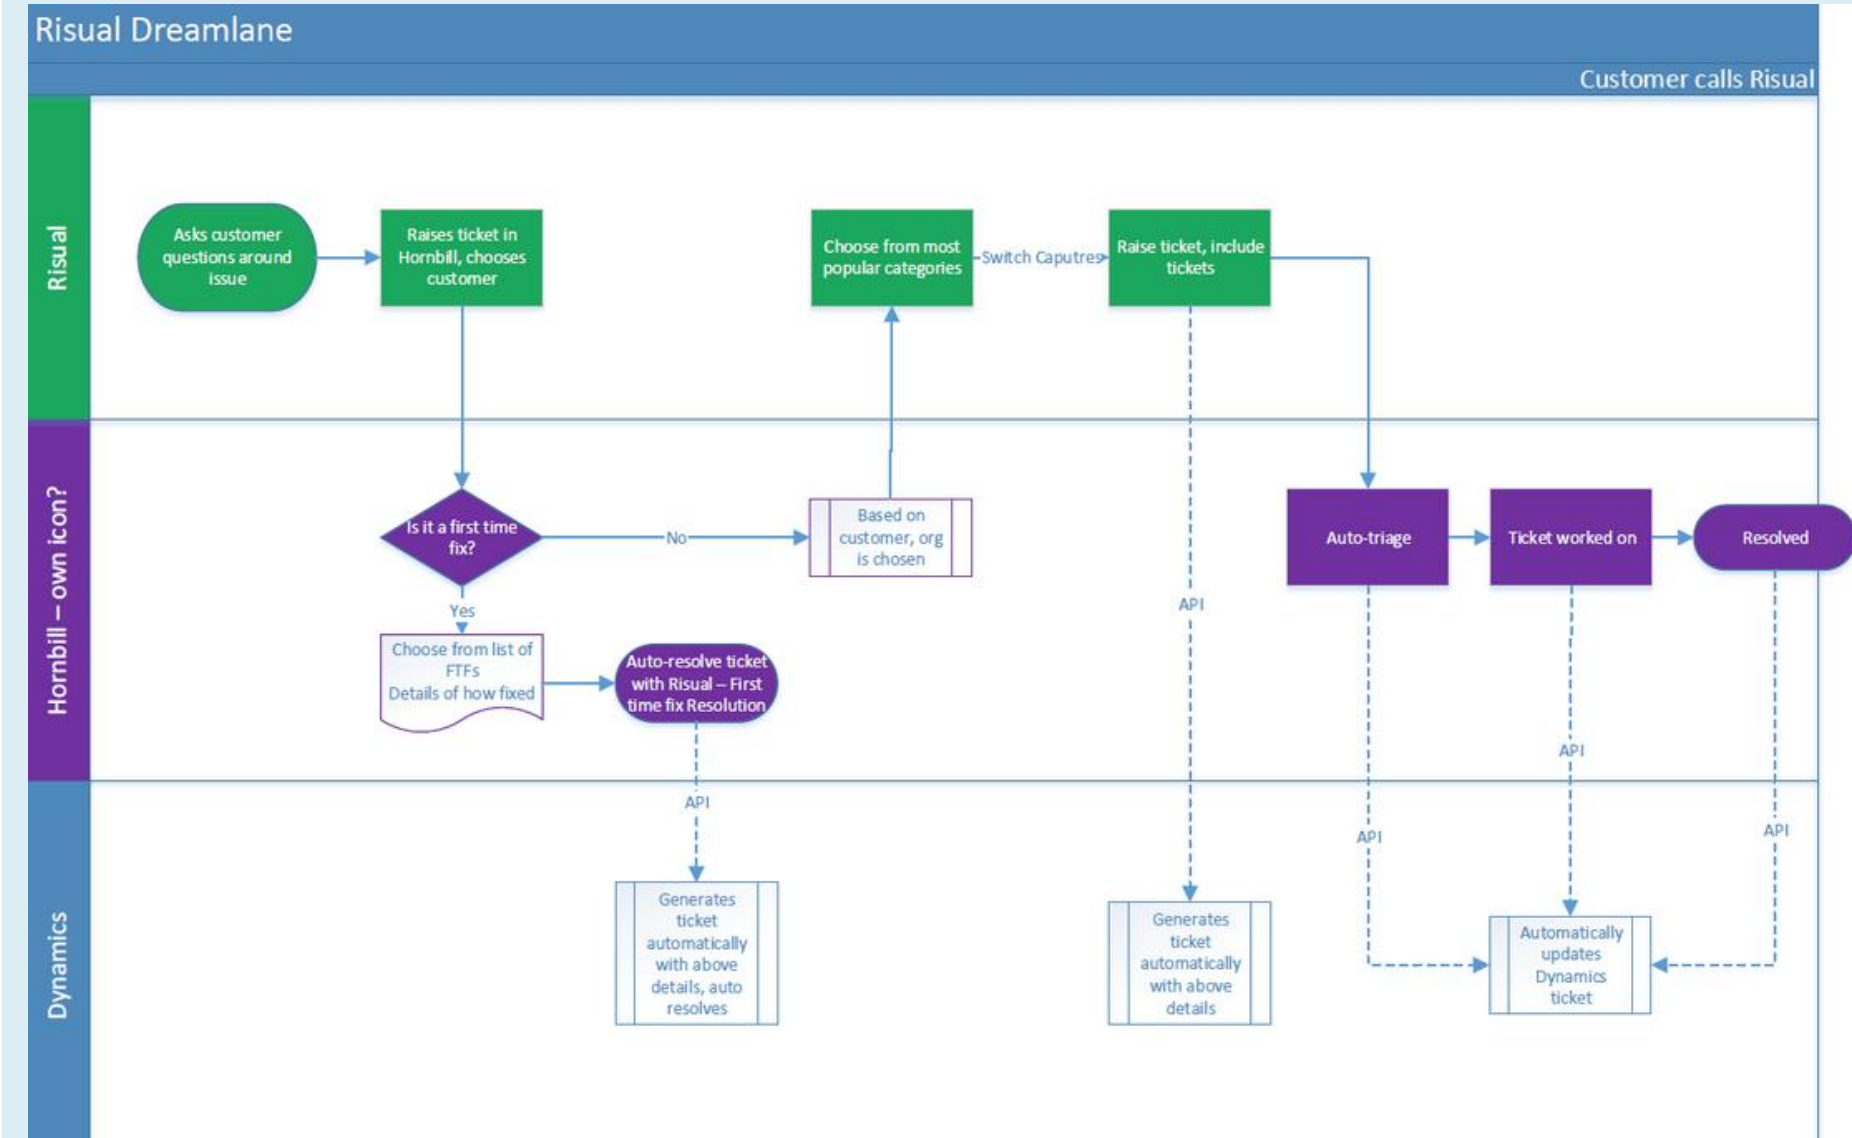 Risual Dreamlane
Customer calls Risual
Risual
Asks customer
questions around
issue
Raises ticket in
Hornbill, chooses
customer
Choose from most
popular categories
Switch Caputres
Raise ticket, include
tickets
Hornbill – own icon?
Is it a first time
fix?
No
Based on
customer, org
is chosen
Yes
Choose from list of
FTFs
Details of how fixed
Auto-resolve ticket
with Risual – First
time fix Resolution
Auto-triage
Ticket worked on
Resolved
API
API
API
API
API
Dynamics
Generates
ticket
automatically
with above
details, auto
resolves
Generates
ticket
automatically
with above
details
Automatically
updates
Dynamics
ticket